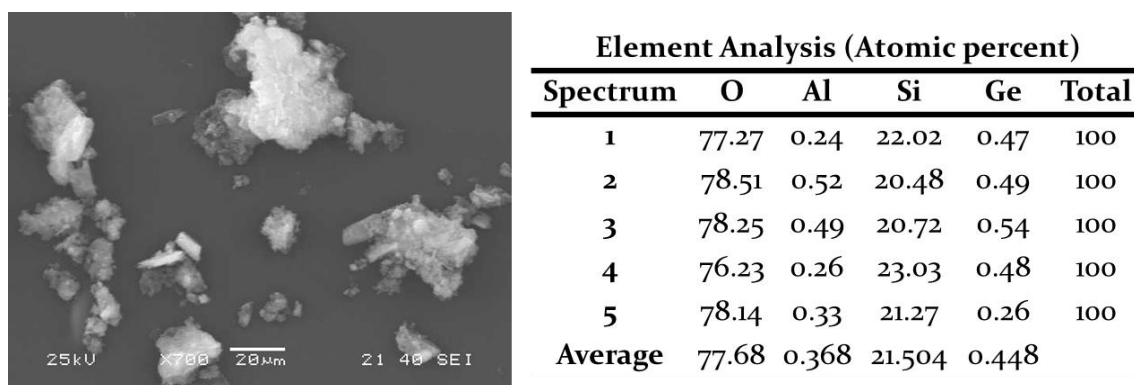 25kV X700 20μm 21 40 SEI
Element Analysis (Atomic percent)
Spectrum O Al Si Ge Total
1 77.27 0.24 22.02 0.47 100
2 78.51 0.52 20.48 0.49 100
3 78.25 0.49 20.72 0.54 100
4 76.23 0.26 23.03 0.48 100
5 78.14 0.33 21.27 0.26 100
Average 77.68 0.368 21.504 0.448